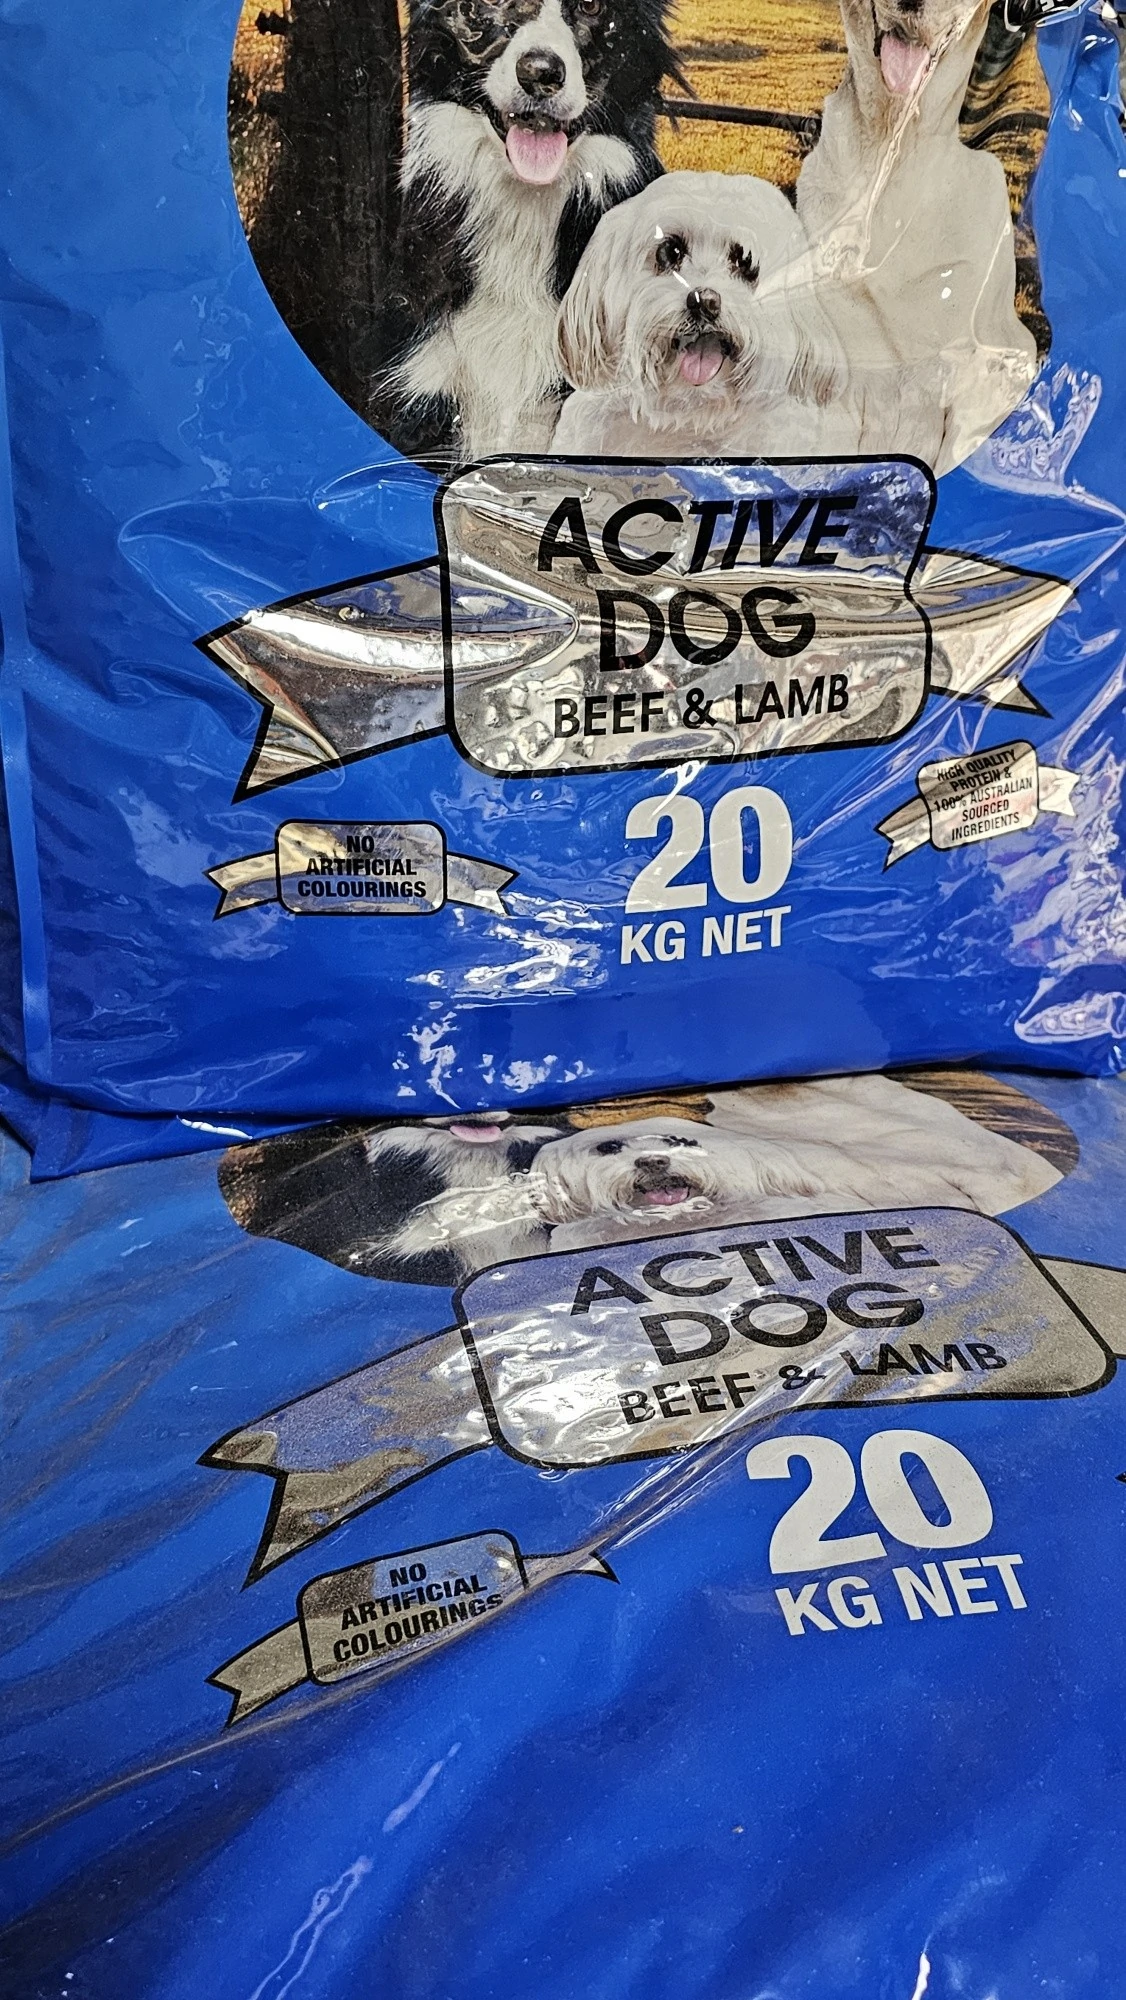 ACTIVE
DOG
BEEF & LAMB
NO
ARTIFICIAL
COLOURINGS
20
KG NET
HIGH QUALITY
PROTEIN &
100% AUSTRALIAN
SOURCED
INGREDIENTS
ACTIVE
DOG
BEEF & LAMB
20
KG NET
NO
ARTIFICIAL
COLOURINGS